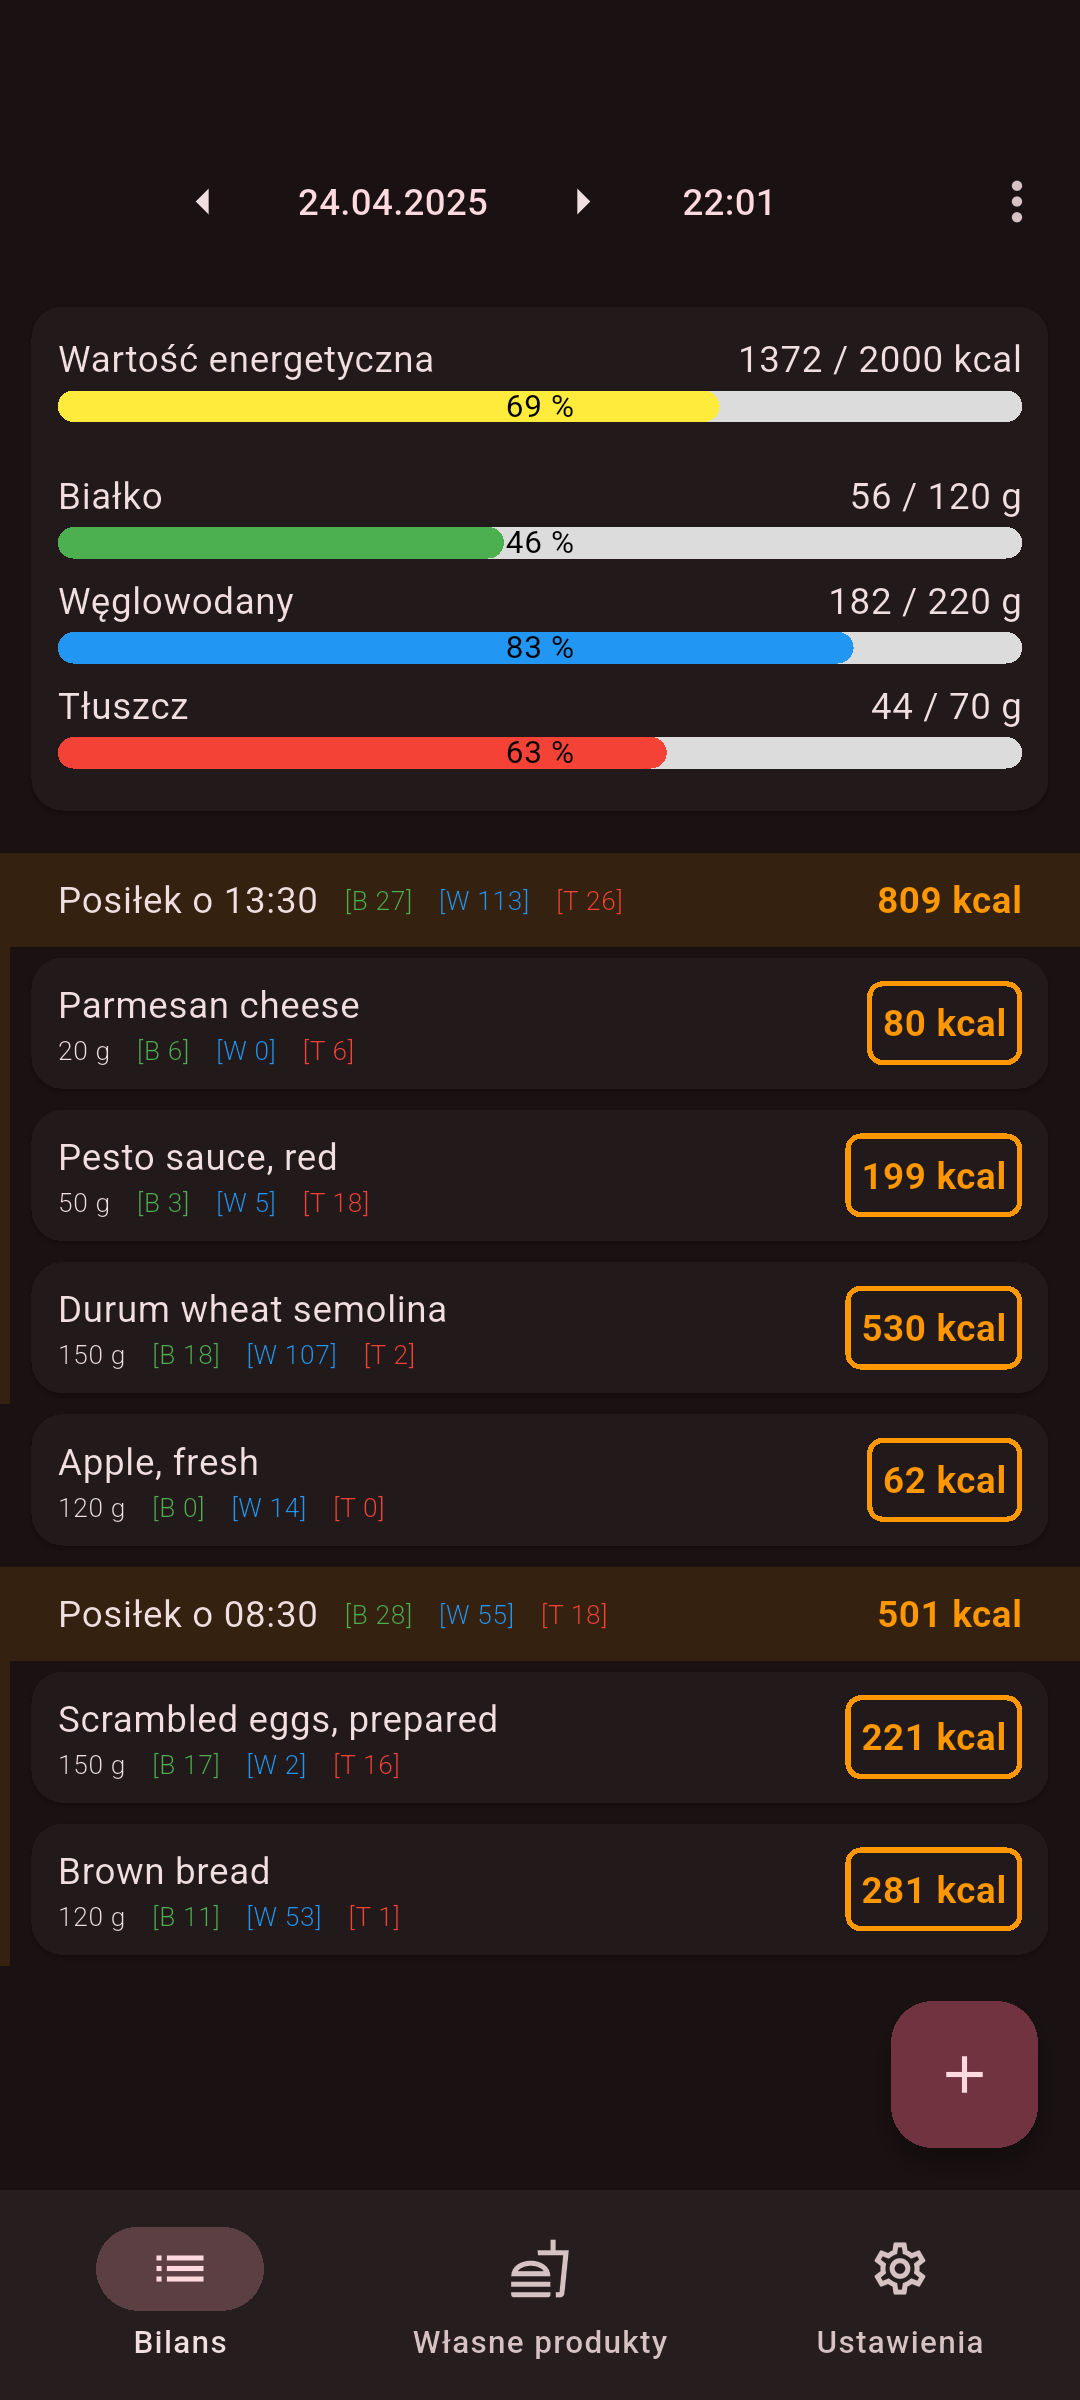 24.04.2025 22:01
Wartość energetyczna 1372 / 2000 kcal
69 %
Białko 56 / 120 g
46 %
Węglowodany 182 / 220 g
83 %
Tłuszcz 44 / 70 g
63 %
Posiłek o 13:30 [B 27] [W 113] [T 26] 809 kcal
Parmesan cheese
20 g [B 6] [W 0] [T 6]
80 kcal
Pesto sauce, red
50 g [B 3] [W 5] [T 18]
199 kcal
Durum wheat semolina
150 g [B 18] [W 107] [T 2]
530 kcal
Apple, fresh
120 g [B 0] [W 14] [T 0]
62 kcal
Posiłek o 08:30 [B 28] [W 55] [T 18] 501 kcal
Scrambled eggs, prepared
150 g [B 17] [W 2] [T 16]
221 kcal
Brown bread
120 g [B 11] [W 53] [T 1]
281 kcal
Bilans Własne produkty Ustawienia